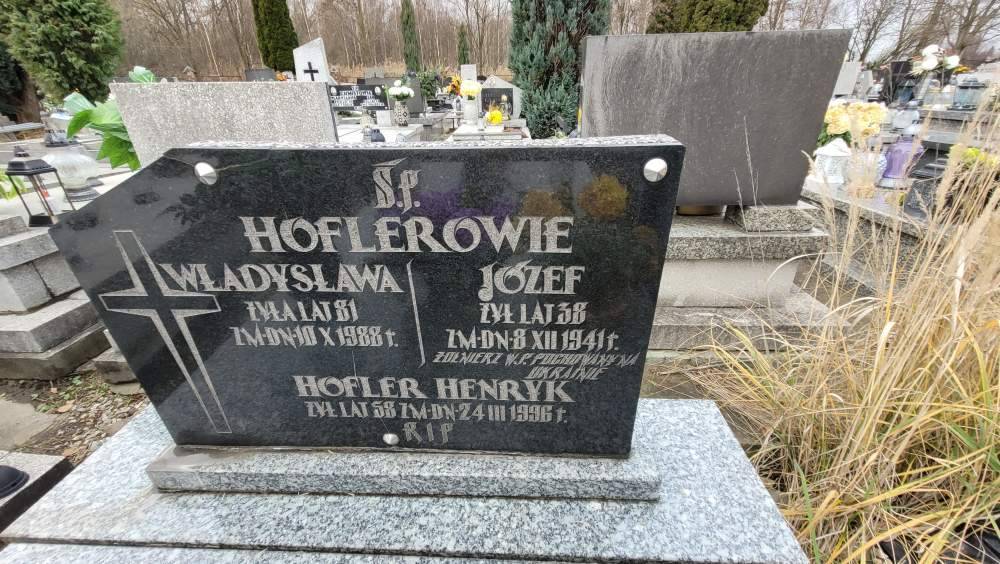 Ś.p.
HOFLEROWIE
WŁADYSŁAWA
ŻYŁA LAT 81
ZM·DN·10 X 1988 r.
JÓZEF
ŻYŁ LAT 38
ZM·DN·8 XII 1941 r.
ŻOŁNIERZ W.P. POCHOWANY NA
UKRAINIE
HOFLER HENRYK
ŻYŁ LAT 58 ZM·DN·24 III 1996 r.
R I P